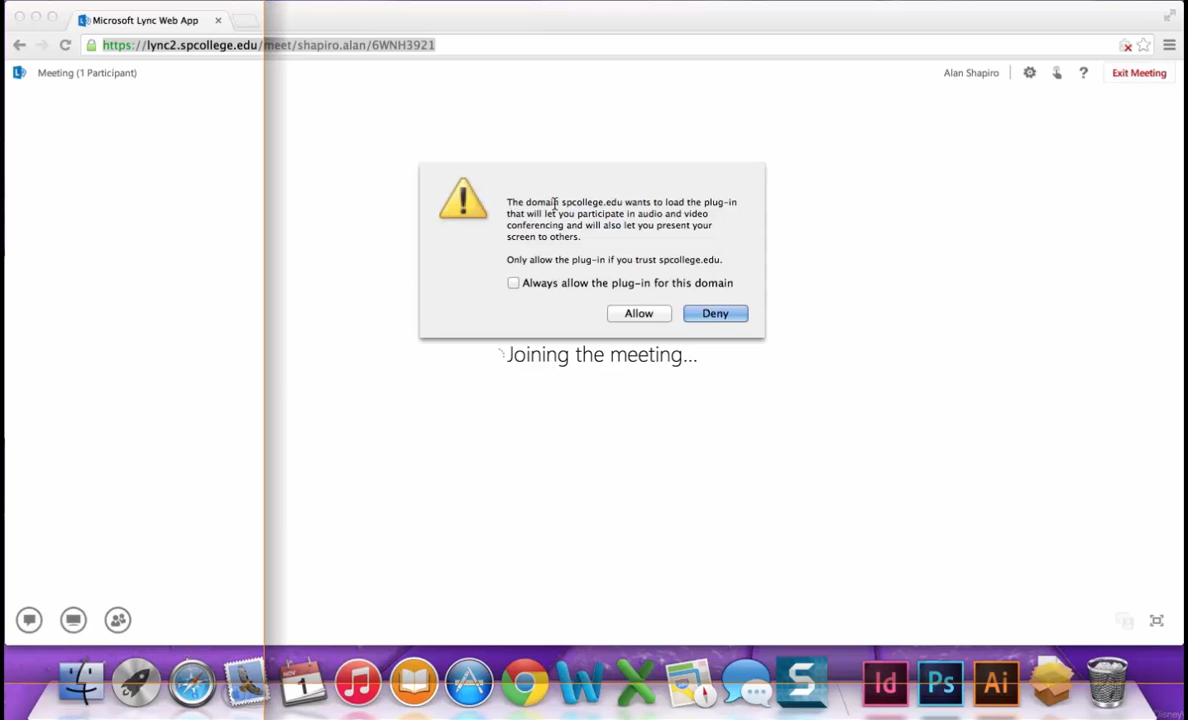 Microsoft Lync Web App
https://lync2.spcollege.edu/meet/shapiro.alan/6WNH3921
Meeting (1 Participant)
Alan Shapiro
?
Exit Meeting
The domain spcollege.edu wants to load the plug-in
that will let you participate in audio and video
conferencing and will also let you present your
screen to others.
Only allow the plug-in if you trust spcollege.edu.
Always allow the plug-in for this domain
Allow
Deny
Joining the meeting...
1
W
X
S
Id
Ps
Ai
Disney